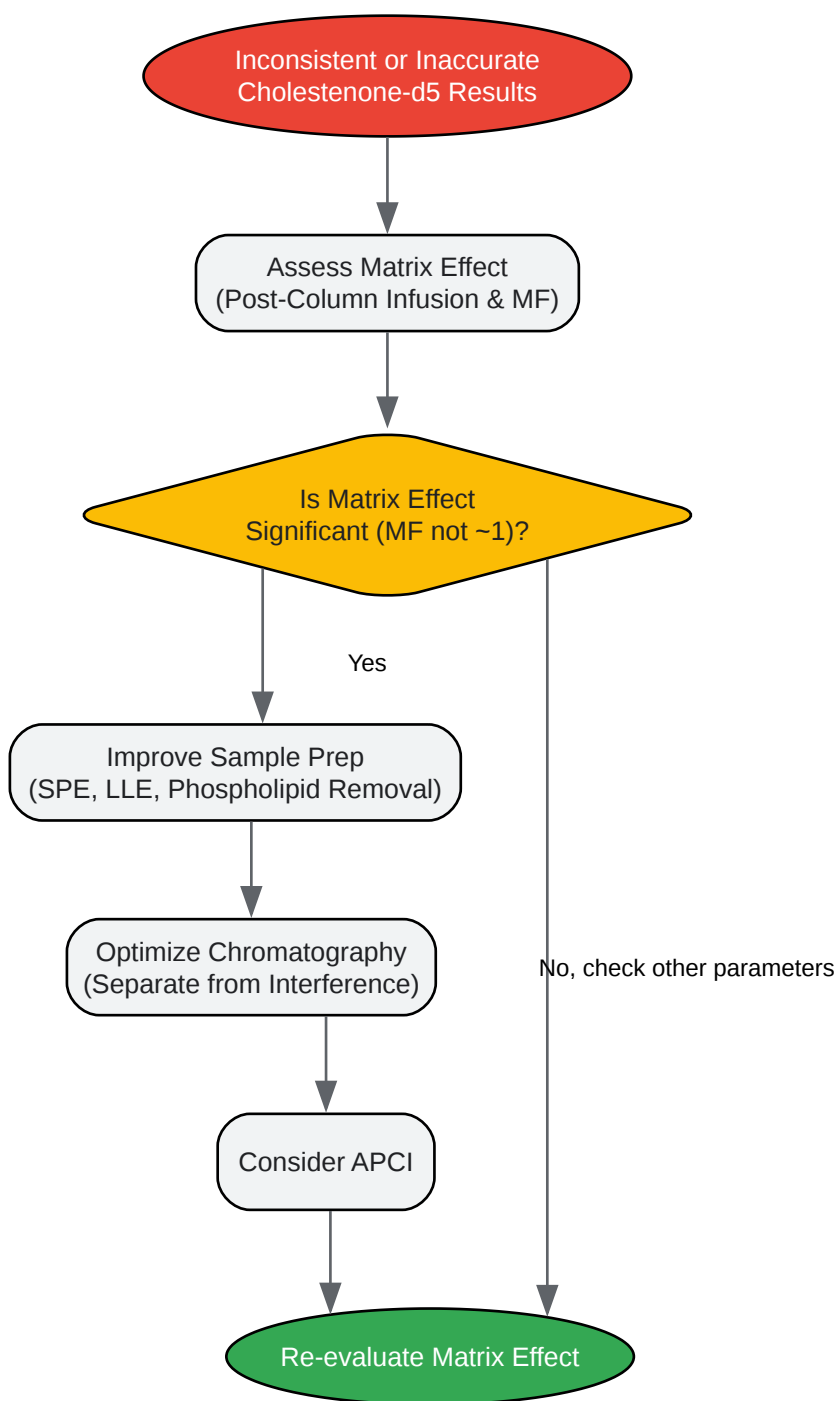 Inconsistent or Inaccurate
Cholestenone-d5 Results
Assess Matrix Effect
(Post-Column Infusion & MF)
Is Matrix Effect
Significant (MF not ~1)?
Yes
Improve Sample Prep
(SPE, LLE, Phospholipid Removal)
Optimize Chromatography
(Separate from Interference)
No, check other parameters
Consider APCI
Re-evaluate Matrix Effect